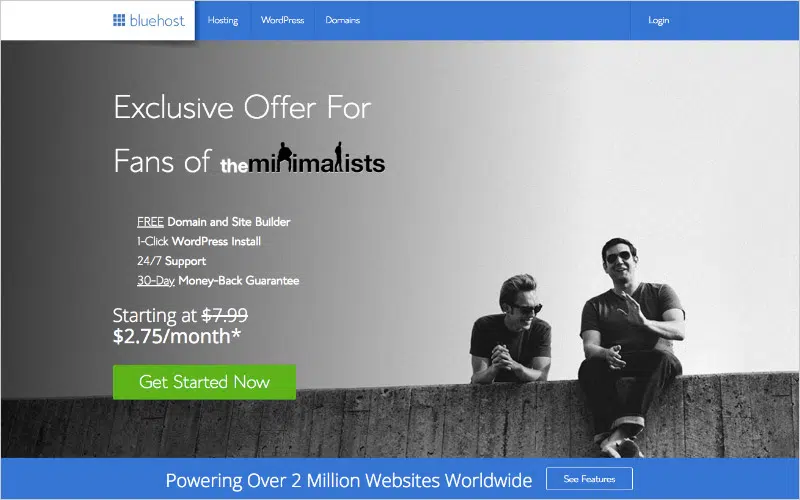 bluehost
Hosting
WordPress
Domains
Login
Exclusive Offer For
Fans of theminimalists
FREE Domain and Site Builder
1-Click WordPress Install
24/7 Support
30-Day Money-Back Guarantee
Starting at $7.99
$2.75/month*
Get Started Now
Powering Over 2 Million Websites Worldwide
See Features